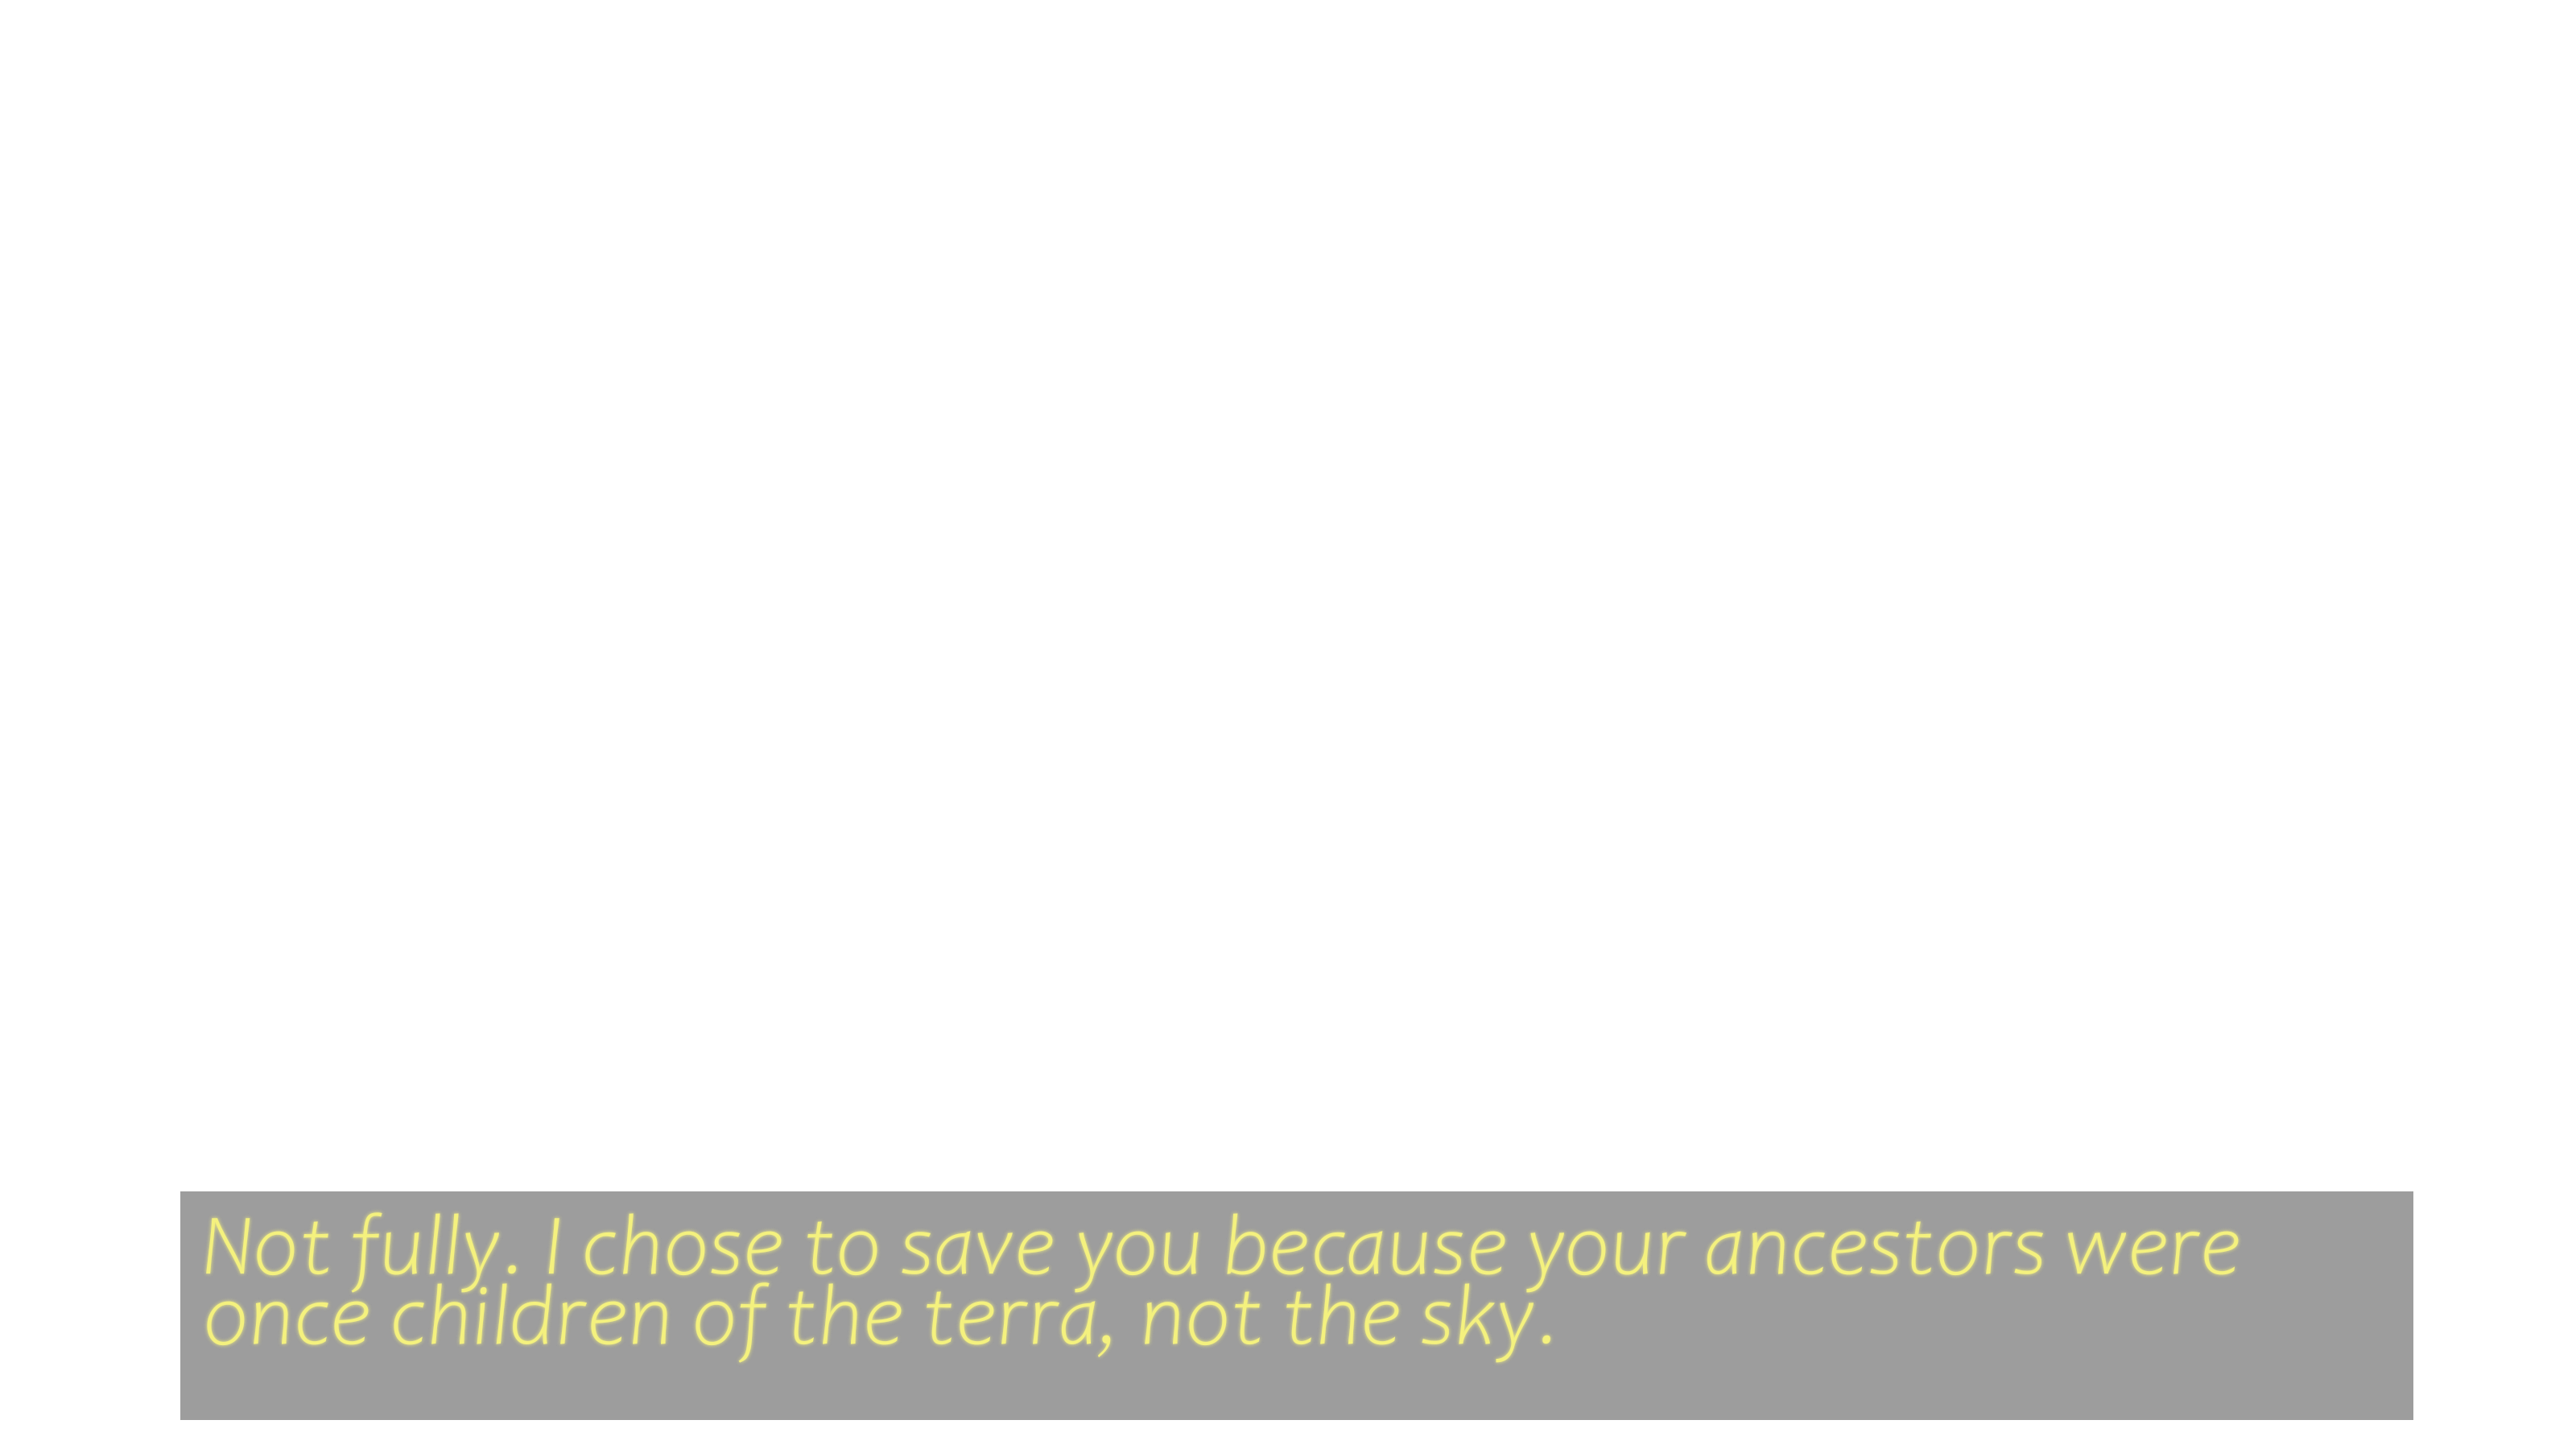 Not fully. I chose to save you because your ancestors were
once children of the terra, not the sky.